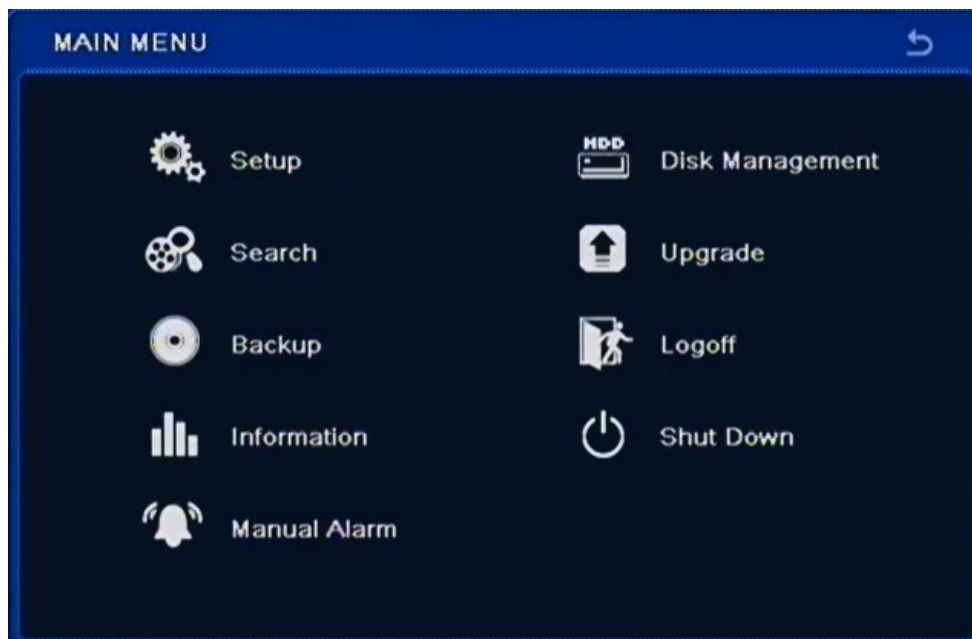 MAIN MENU
Setup
HDD
Disk Management
Search
Upgrade
Backup
Logoff
Information
Shut Down
Manual Alarm